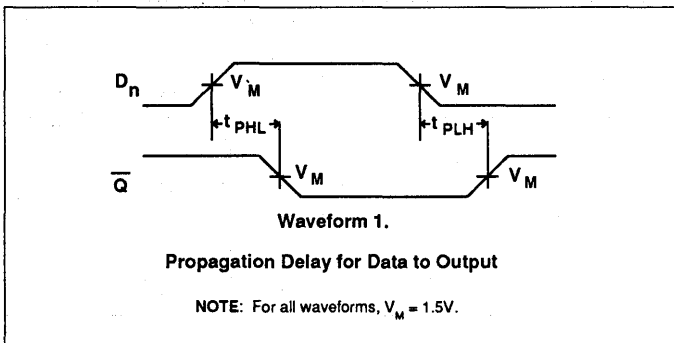 Dn VM VM
tPHL tPLH
Q̅ VM VM
Waveform 1.
Propagation Delay for Data to Output
NOTE: For all waveforms, VM = 1.5V.